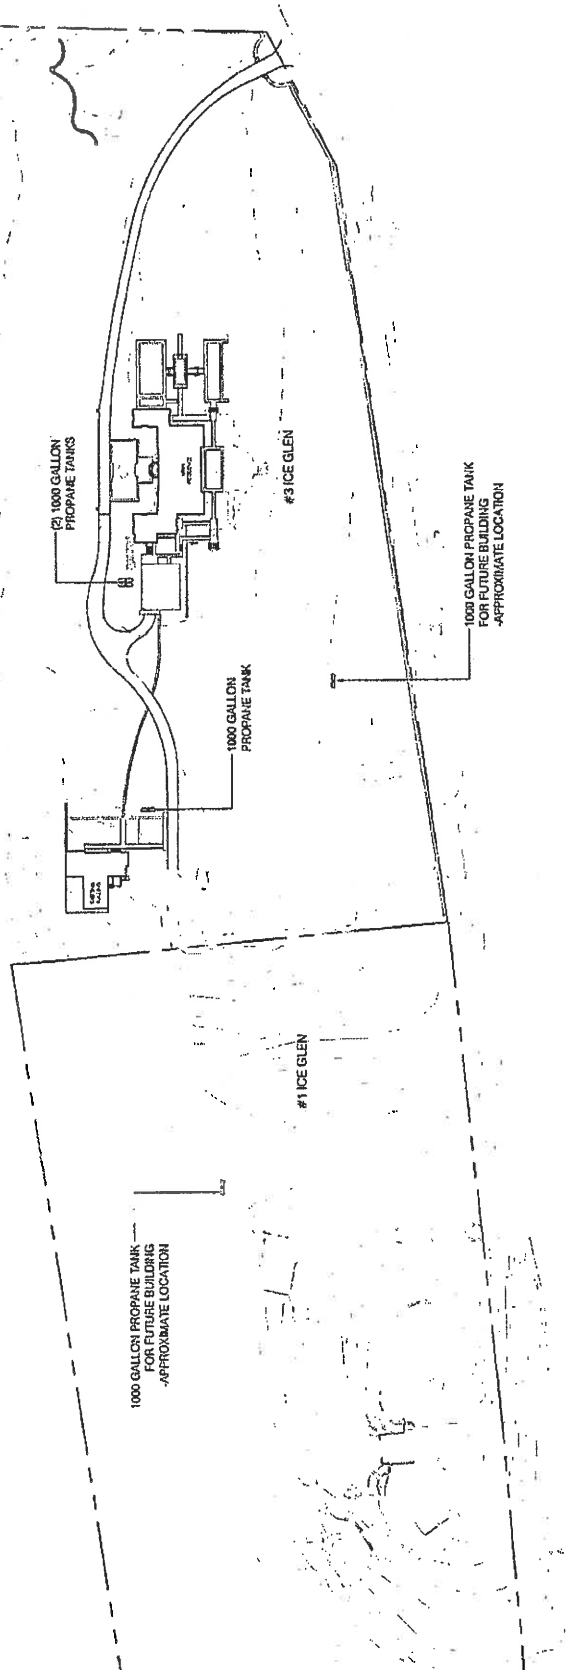 (2) 1000 GALLON
PROPANE TANKS
#3 ICE GLEN
1000 GALLON PROPANE TANK
FOR FUTURE BUILDING
-APPROXIMATE LOCATION
1000 GALLON
PROPANE TANK
#1 ICE GLEN
1000 GALLON PROPANE TANK
FOR FUTURE BUILDING
-APPROXIMATE LOCATION